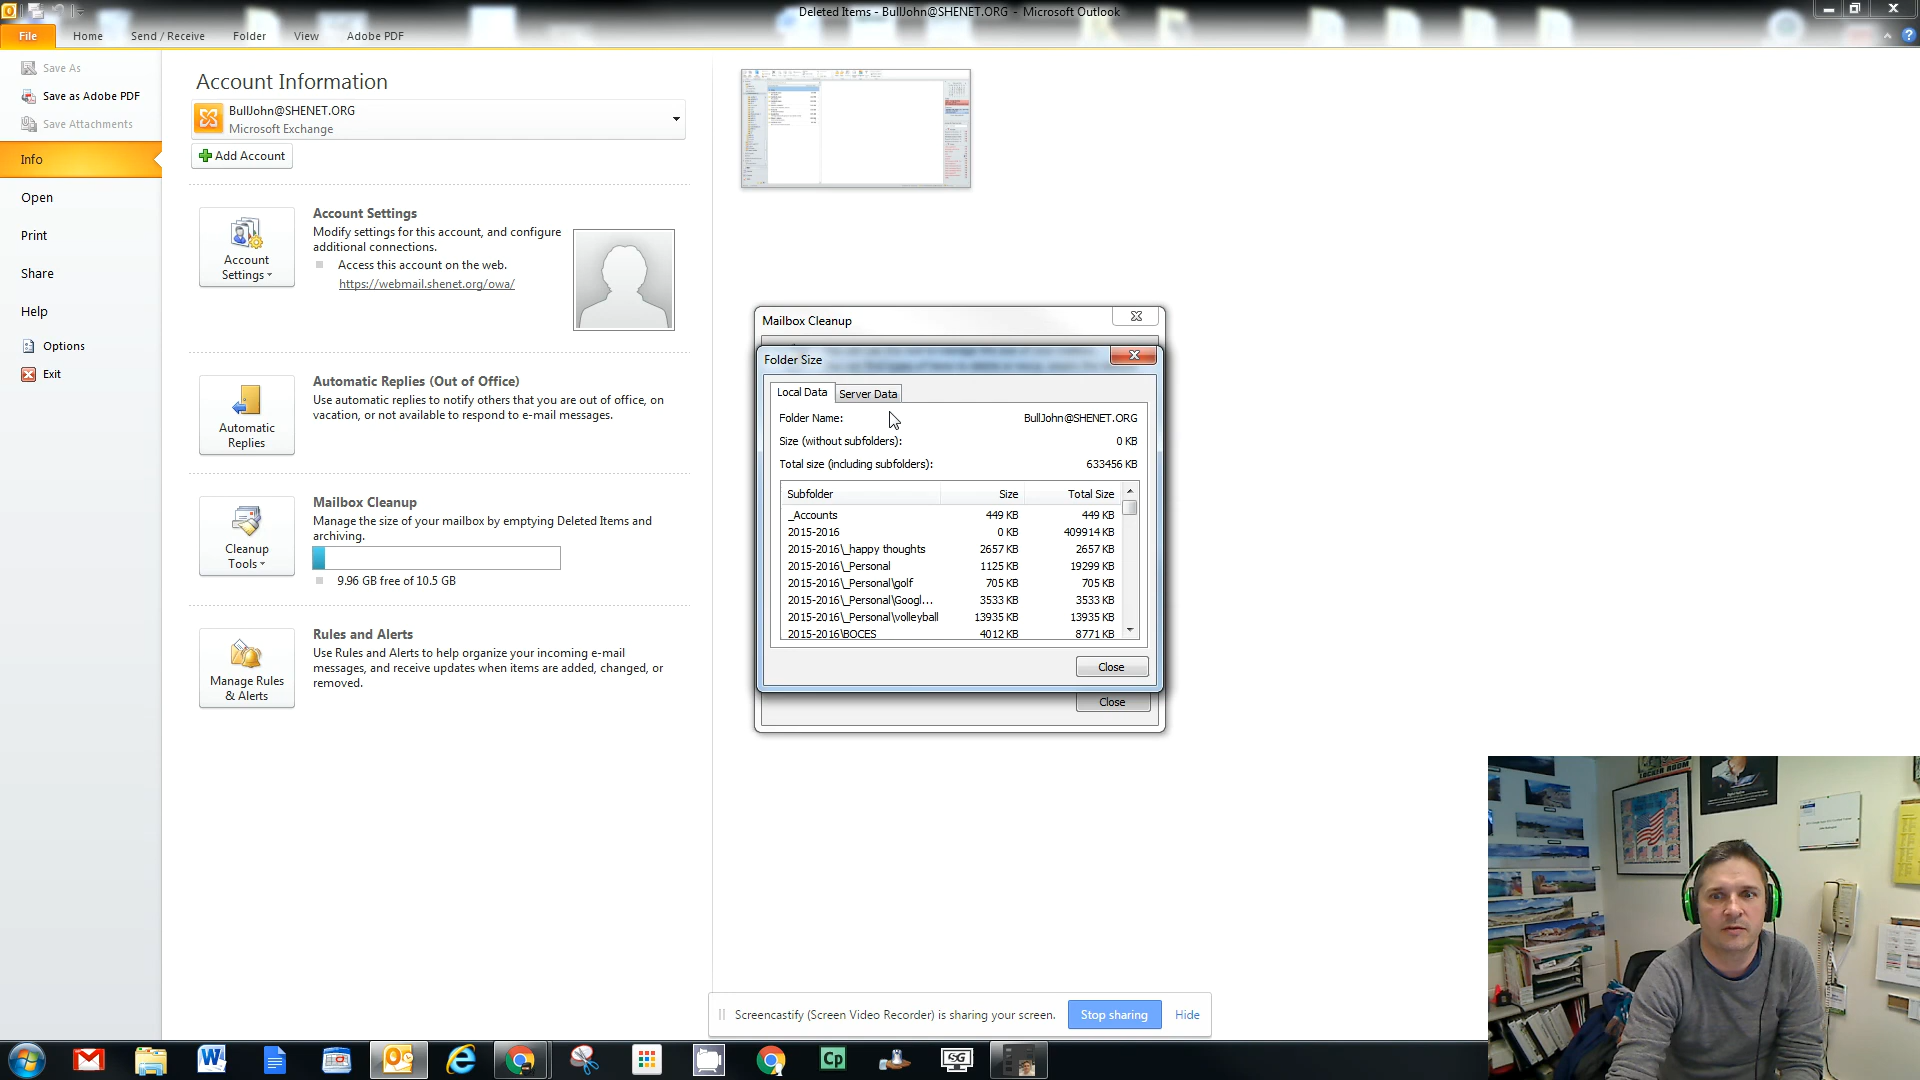 Deleted Items - BullJohn@SHENET.ORG - Microsoft Outlook
File Home Send / Receive Folder View Adobe PDF
Save As
Save as Adobe PDF
Save Attachments
Info
Open
Print
Share
Help
Options
Exit
Account Information
BullJohn@SHENET.ORG
Microsoft Exchange
Add Account
Account Settings
Account Settings
Modify settings for this account, and configure
additional connections.
Access this account on the web.
https://webmail.shenet.org/owa/
Automatic Replies
Automatic Replies (Out of Office)
Use automatic replies to notify others that you are out of office, on
vacation, or not available to respond to e-mail messages.
Cleanup Tools
Mailbox Cleanup
Manage the size of your mailbox by emptying Deleted Items and
archiving.
9.96 GB free of 10.5 GB
Manage Rules & Alerts
Rules and Alerts
Use Rules and Alerts to help organize your incoming e-mail
messages, and receive updates when items are added, changed, or
removed.
Mailbox Cleanup
Folder Size
Local Data Server Data
Folder Name: BullJohn@SHENET.ORG
Size (without subfolders): 0 KB
Total size (including subfolders): 633456 KB
Subfolder Size Total Size
_Accounts 449 KB 449 KB
2015-2016 0 KB 409914 KB
2015-2016\_happy thoughts 2657 KB 2657 KB
2015-2016\_Personal 1125 KB 19299 KB
2015-2016\_Personal\golf 705 KB 705 KB
2015-2016\_Personal\Googl... 3533 KB 3533 KB
2015-2016\_Personal\volleyball 13935 KB 13935 KB
2015-2016\BOCES 4012 KB 8771 KB
Close
Close
Screencastify (Screen Video Recorder) is sharing your screen. Stop sharing Hide
Cp
SG
LOCKER ROOM